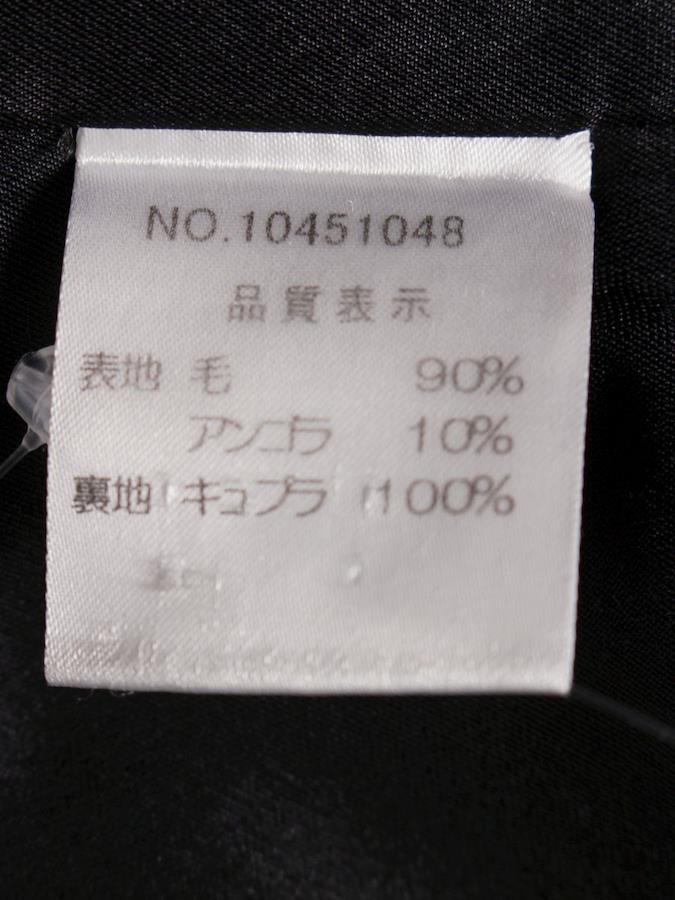 NO.10451048
品質表示
表地 毛 90%
アンゴラ 10%
裏地 キュプラ 100%